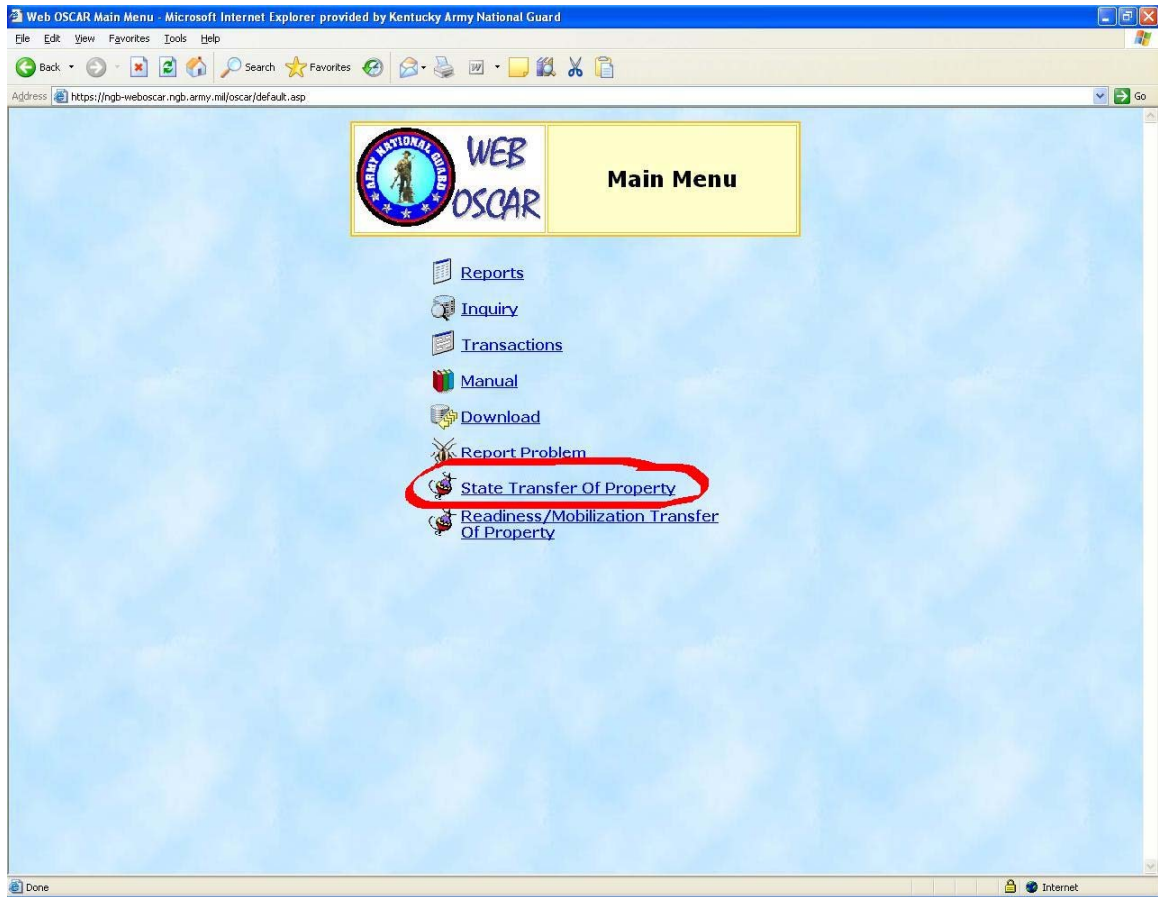 Web OSCAR Main Menu - Microsoft Internet Explorer provided by Kentucky Army National Guard
File Edit View Favorites Tools Help
Back Search Favorites
Address https://ngb-weboscar.ngb.army.mil/oscar/default.asp Go
ARMY NATIONAL GUARD
WEB
OSCAR
Main Menu
Reports
Inquiry
Transactions
Manual
Download
Report Problem
State Transfer Of Property
Readiness/Mobilization Transfer
Of Property
Done Internet